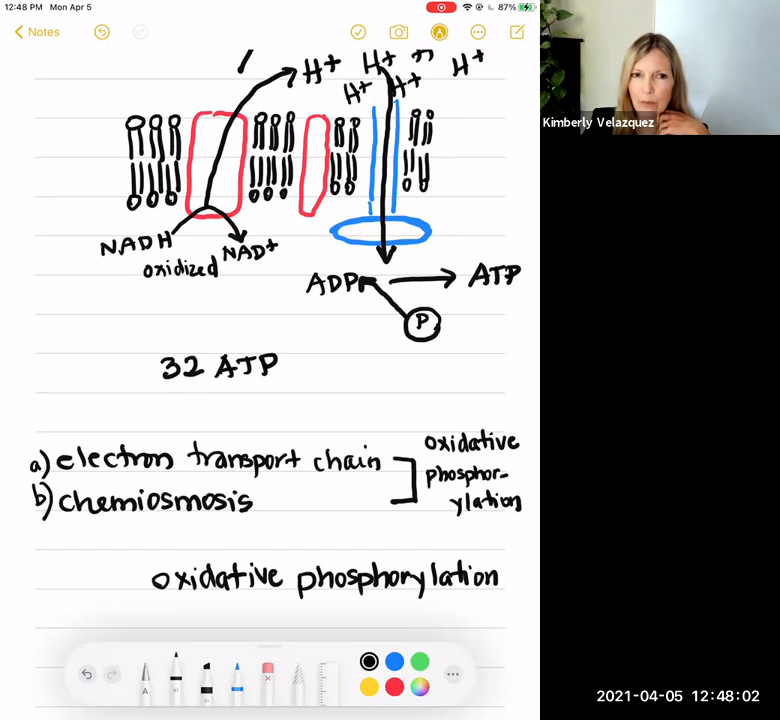 12:48 PM Mon Apr 5
87%
Notes
H+ H+ H+
H+ H+
Kimberly Velazquez
NADH NAD+
oxidized
ADP ATP
P
32 ATP
a) electron transport chain
b) chemiosmosis
oxidative
phosphor-
ylation
oxidative phosphorylation
A
2021-04-05 12:48:02